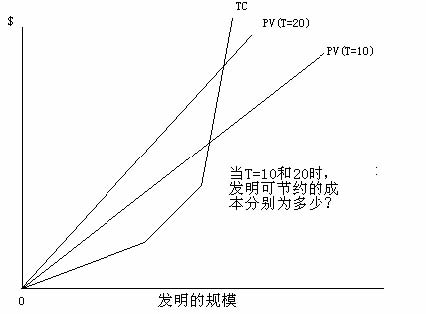 TC
$
PV(T=20)
PV(T=10)
当T=10和20时，
发明可节约的成
本分别为多少？
0
发明的规模